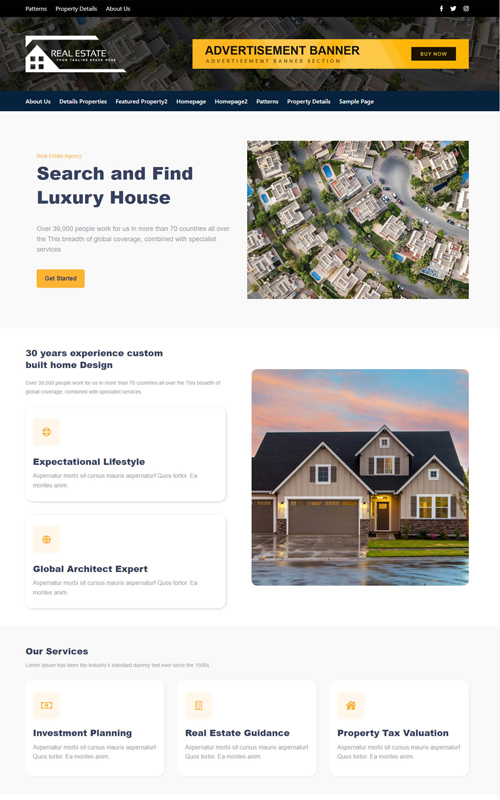 Patterns Property Details About Us
REAL ESTATE
YOUR TAGLINE SPACE HERE
ADVERTISEMENT BANNER
ADVERTISEMENT BANNER SECTION
BUY NOW
About Us Details Properties Featured Property2 Homepage Homepage2 Patterns Property Details Sample Page
Real Estate Agency
Search and Find
Luxury House
Over 39,000 people work for us in more than 70 countries all over
the This breadth of global coverage, combined with specialist
services
Get Started
30 years experience custom
built home Design
Over 39,000 people work for us in more than 70 countries all over the This breadth of
global coverage, combined with specialist services
Expectational Lifestyle
Aspernatur morbi sit cursus mauris aspernatur! Quos tortor. Ea
montes anim
Global Architect Expert
Aspernatur morbi sit cursus mauris aspernatur! Quos tortor. Ea
montes anim
Our Services
Lorem Ipsum has been the industry's standard dummy text ever since the 1500s.
Investment Planning
Aspernatur morbi sit cursus mauris aspernatur!
Quos tortor. Ea montes anim
Real Estate Guidance
Aspernatur morbi sit cursus mauris aspernatur!
Quos tortor. Ea montes anim
Property Tax Valuation
Aspernatur morbi sit cursus mauris aspernatur!
Quos tortor. Ea montes anim